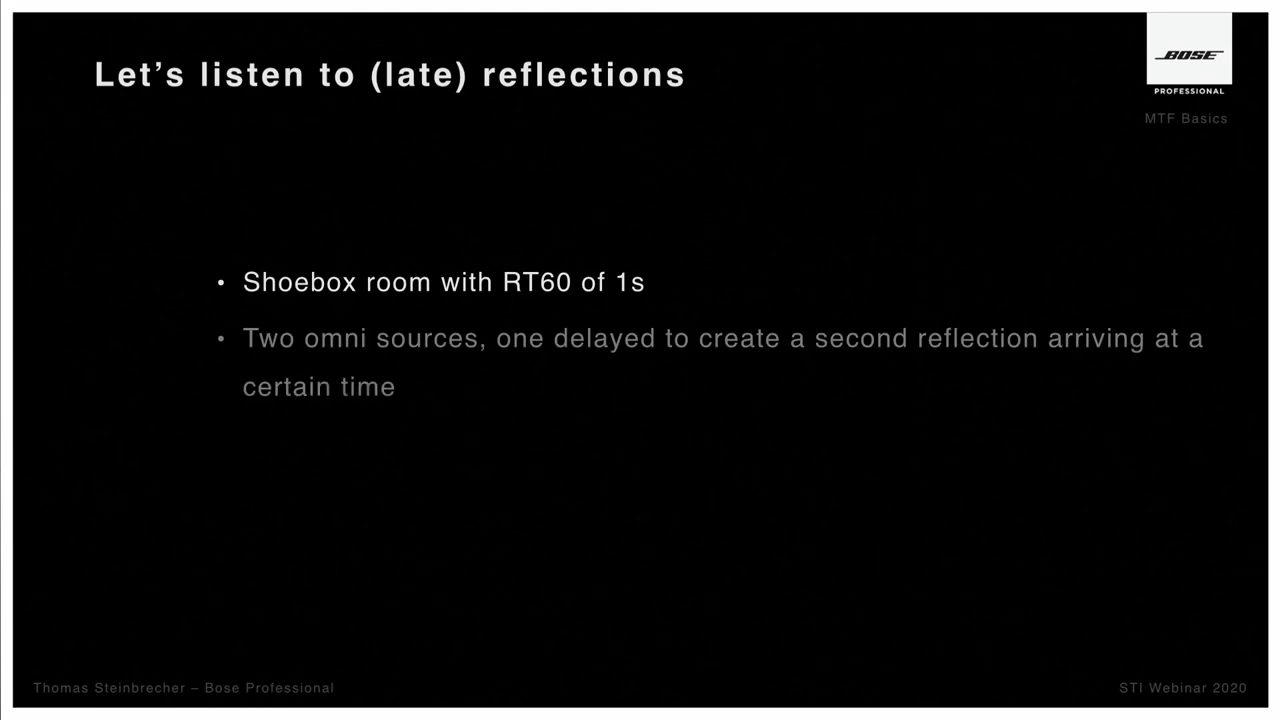 Let's listen to (late) reflections
BOSE
PROFESSIONAL
MTF Basics
• Shoebox room with RT60 of 1s
• Two omni sources, one delayed to create a second reflection arriving at a
certain time
Thomas Steinbrecher – Bose Professional
STI Webinar 2020